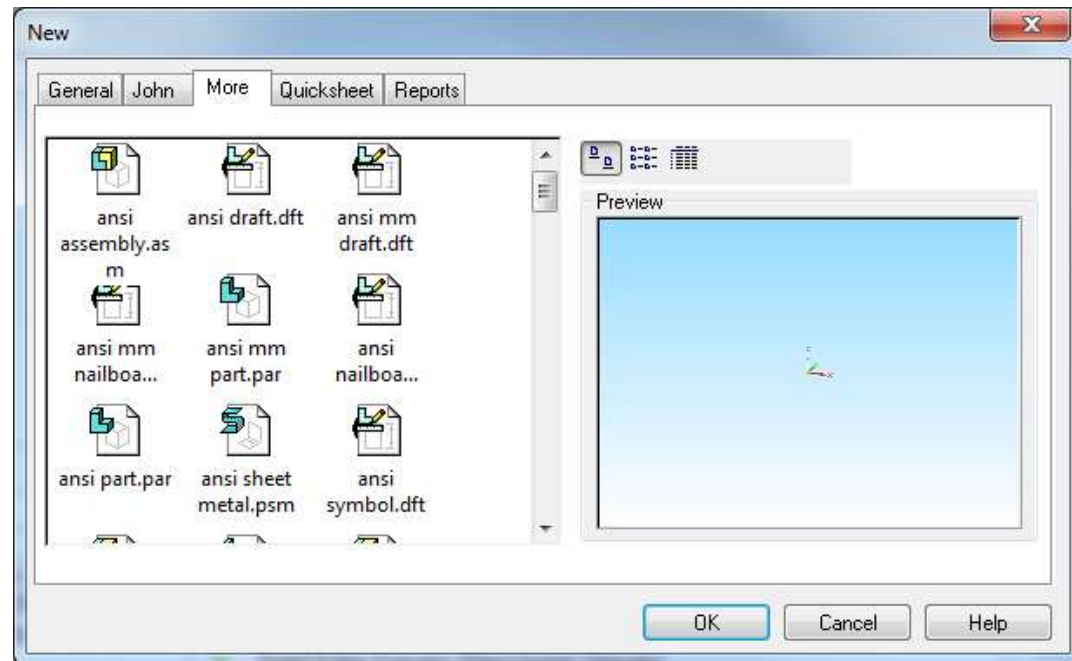 New
General John More Quicksheet Reports
ansi
assembly.as
m
ansi draft.dft
ansi mm
draft.dft
ansi mm
nailboa...
ansi mm
part.par
ansi
nailboa...
ansi part.par
ansi sheet
metal.psm
ansi
symbol.dft
Preview
OK Cancel Help